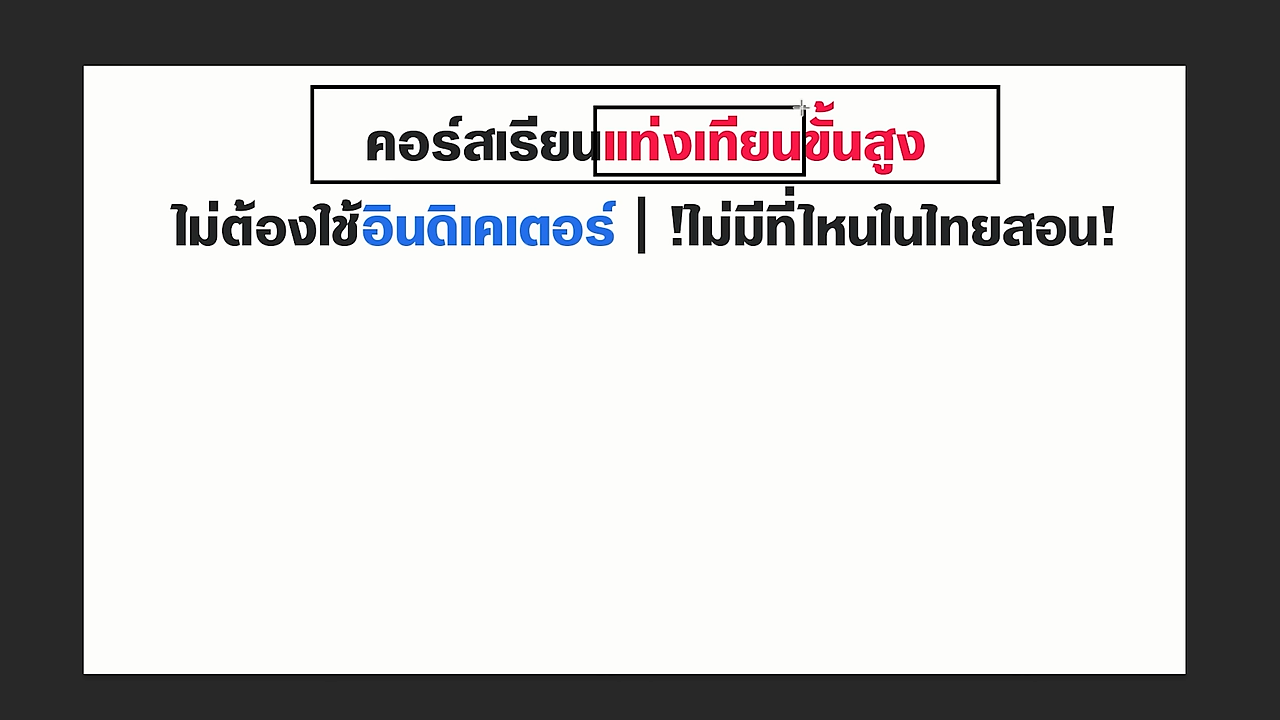 คอร์สเรียนแท่งเทียนขั้นสูง
ไม่ต้องใช้อินดิเคเตอร์ | !ไม่มีที่ไหนในไทยสอน!